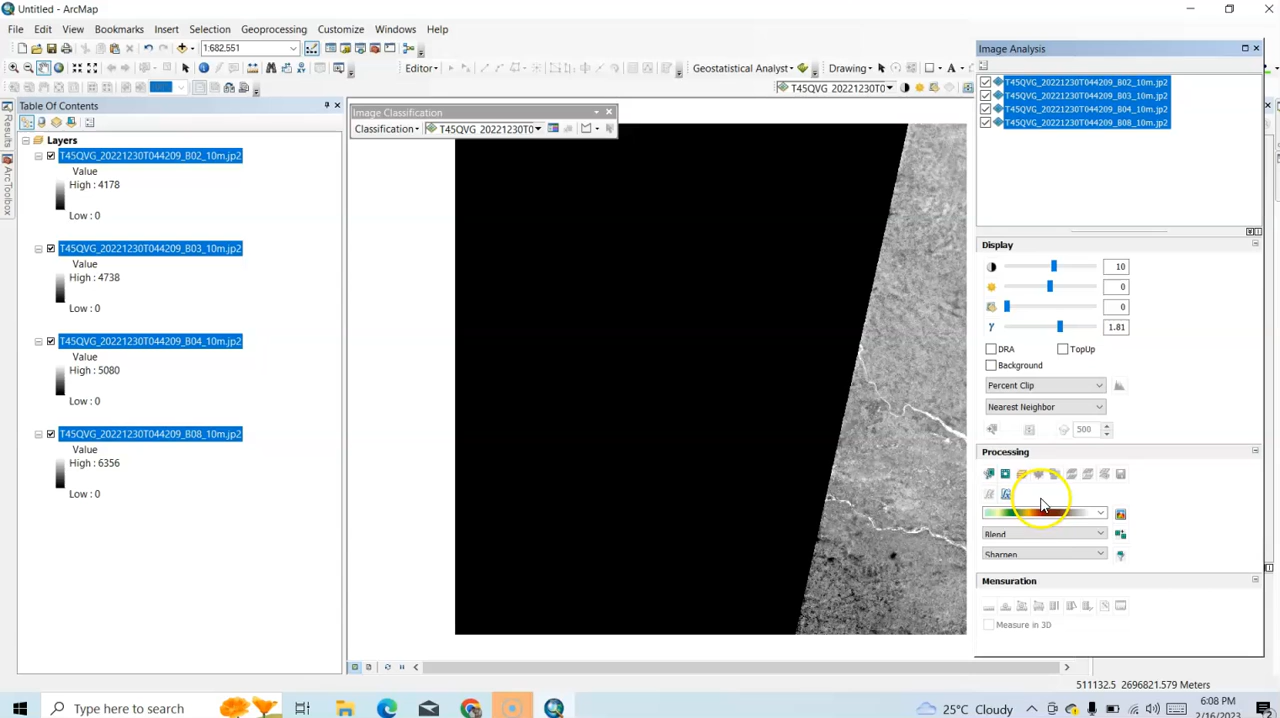 Untitled - ArcMap
File Edit View Bookmarks Insert Selection Geoprocessing Customize Windows Help
1:682,551
Editor Geostatistical Analyst Drawing
T45QVG_20221230T0
Table Of Contents
Layers
T45QVG_20221230T044209_B02_10m.jp2
Value
High : 4178
Low : 0
T45QVG_20221230T044209_B03_10m.jp2
Value
High : 4738
Low : 0
T45QVG_20221230T044209_B04_10m.jp2
Value
High : 5080
Low : 0
T45QVG_20221230T044209_B08_10m.jp2
Value
High : 6356
Low : 0
Results
ArcToolbox
Image Classification
Classification T45QVG_20221230T0
Image Analysis
T45QVG_20221230T044209_B02_10m.jp2
T45QVG_20221230T044209_B03_10m.jp2
T45QVG_20221230T044209_B04_10m.jp2
T45QVG_20221230T044209_B08_10m.jp2
Display
10
0
0
1.81
DRA TopUp
Background
Percent Clip
Nearest Neighbor
500
Processing
Blend
Sharpen
Mensuration
Measure in 3D
511132.5 2696821.579 Meters
Type here to search
25°C Cloudy
6:08 PM